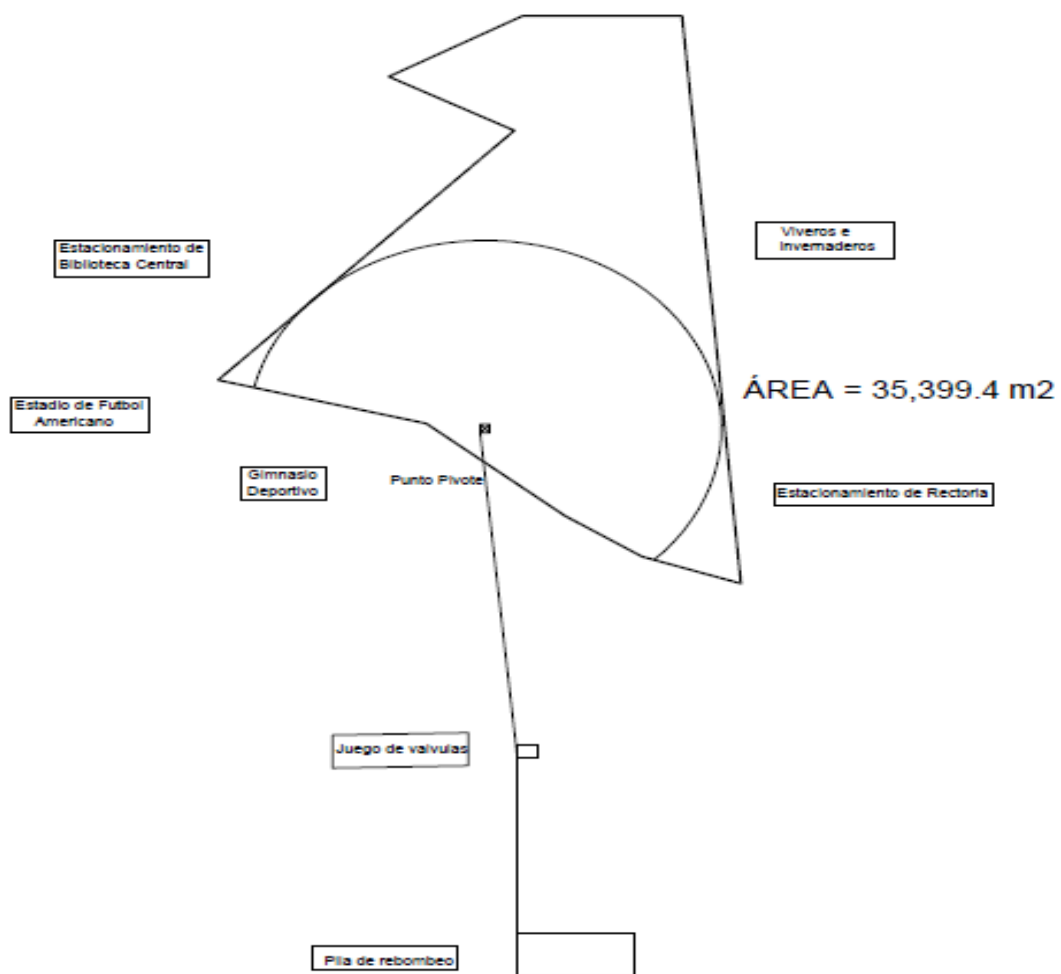 Viveros e
Invernaderos
Estacionamiento de
Biblioteca Central
ÁREA = 35,399.4 m2
Estadio de Futbol
Americano
Gimnasio
Deportivo
Punto Pivote
Estacionamiento de Rectoria
Juego de valvulas
Pila de rebombeo